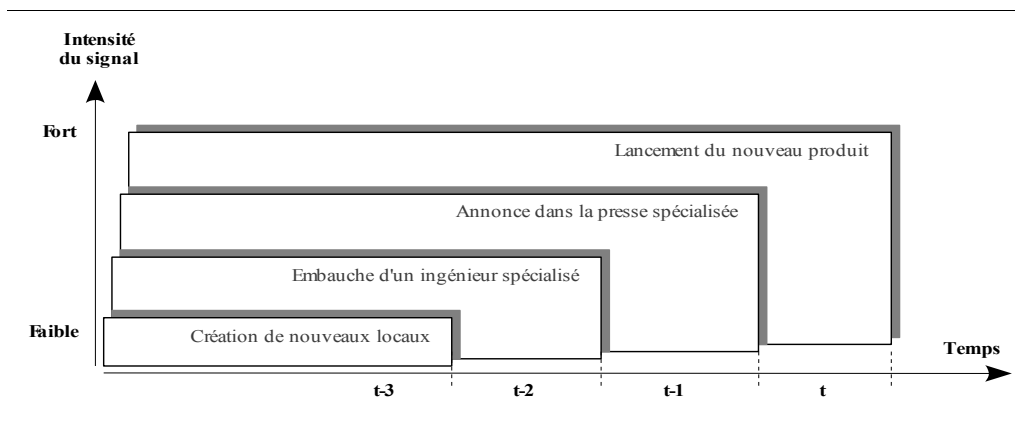 Intensité
du signal
Fort
Lancement du nouveau produit
Annonce dans la presse spécialisée
Embauche d'un ingénieur spécialisé
Faible
Création de nouveaux locaux
Temps
t-3 t-2 t-1 t